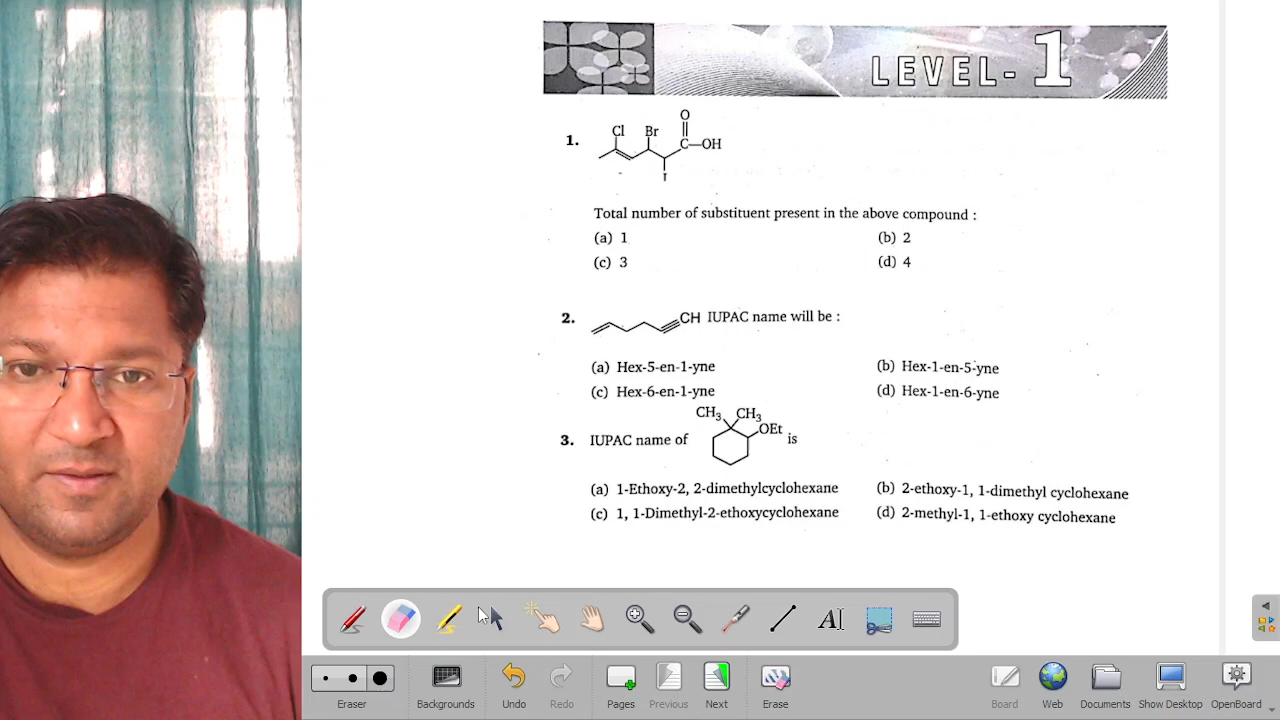 LEVEL-1
1.
Cl Br O
C—OH
I
Total number of substituent present in the above compound :
(a) 1 (b) 2
(c) 3 (d) 4
2. CH IUPAC name will be :
(a) Hex-5-en-1-yne (b) Hex-1-en-5-yne
(c) Hex-6-en-1-yne (d) Hex-1-en-6-yne
CH3 CH3
OEt
3. IUPAC name of is
(a) 1-Ethoxy-2, 2-dimethylcyclohexane (b) 2-ethoxy-1, 1-dimethyl cyclohexane
(c) 1, 1-Dimethyl-2-ethoxycyclohexane (d) 2-methyl-1, 1-ethoxy cyclohexane
A
Eraser Backgrounds Undo Redo Pages Previous Next Erase Board Web Documents Show Desktop OpenBoard